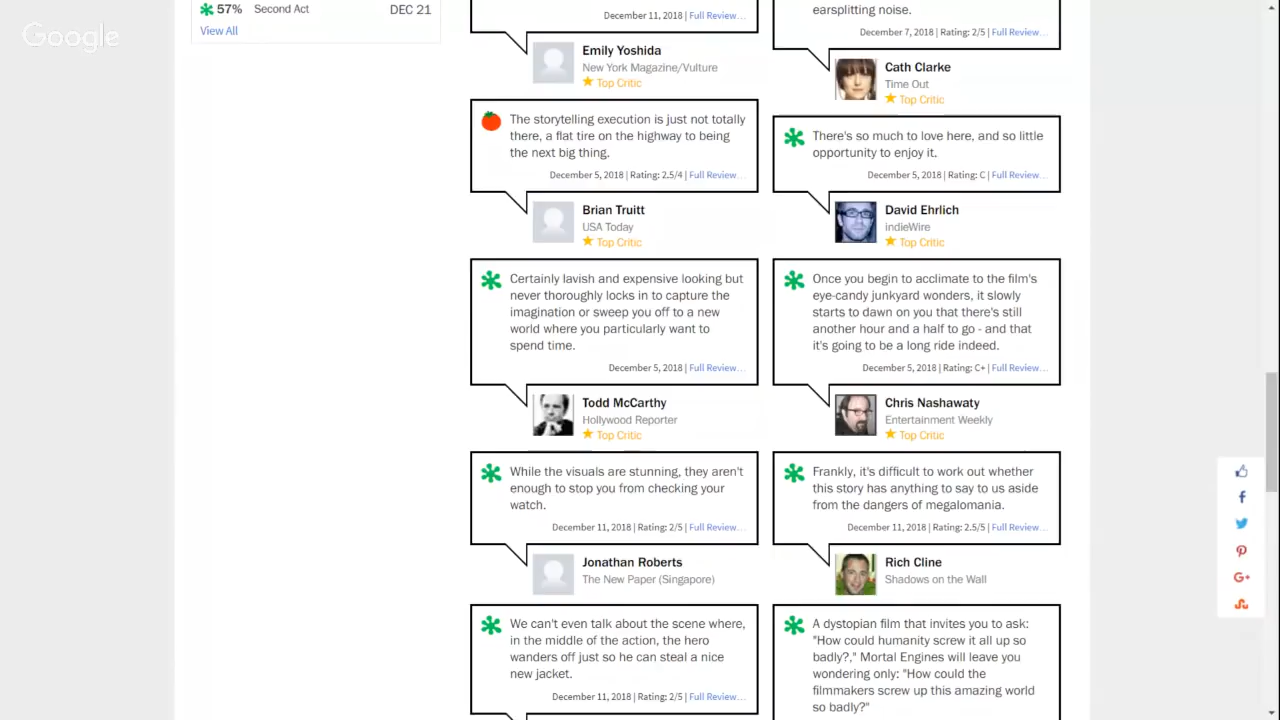 Google
57% Second Act DEC 21
View All
December 11, 2018 | Full Review...
Emily Yoshida
New York Magazine/Vulture
Top Critic
earsplitting noise.
December 7, 2018 | Rating: 2/5 | Full Review...
Cath Clarke
Time Out
Top Critic
The storytelling execution is just not totally
there, a flat tire on the highway to being
the next big thing.
December 5, 2018 | Rating: 2.5/4 | Full Review...
Brian Truitt
USA Today
Top Critic
There's so much to love here, and so little
opportunity to enjoy it.
December 5, 2018 | Rating: C | Full Review...
David Ehrlich
indieWire
Top Critic
Certainly lavish and expensive looking but
never thoroughly locks in to capture the
imagination or sweep you off to a new
world where you particularly want to
spend time.
December 5, 2018 | Full Review...
Todd McCarthy
Hollywood Reporter
Top Critic
Once you begin to acclimate to the film's
eye-candy junkyard wonders, it slowly
starts to dawn on you that there's still
another hour and a half to go - and that
it's going to be a long ride indeed.
December 5, 2018 | Rating: C+ | Full Review...
Chris Nashawaty
Entertainment Weekly
Top Critic
While the visuals are stunning, they aren't
enough to stop you from checking your
watch.
December 11, 2018 | Rating: 2/5 | Full Review...
Jonathan Roberts
The New Paper (Singapore)
Frankly, it's difficult to work out whether
this story has anything to say to us aside
from the dangers of megalomania.
December 11, 2018 | Rating: 2.5/5 | Full Review...
Rich Cline
Shadows on the Wall
We can't even talk about the scene where,
in the middle of the action, the hero
wanders off just so he can steal a nice
new jacket.
December 11, 2018 | Rating: 2/5 | Full Review...
A dystopian film that invites you to ask:
"How could humanity screw it all up so
badly?," Mortal Engines will leave you
wondering only: "How could the
filmmakers screw up this amazing world
so badly?"